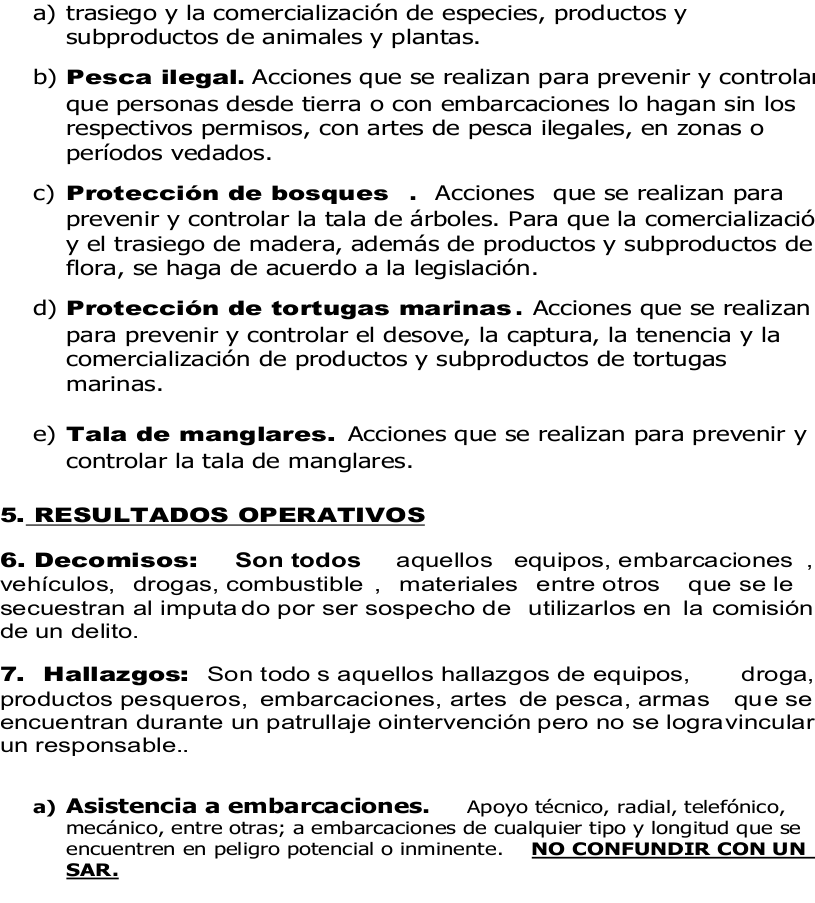 a) trasiego y la comercialización de especies, productos y
subproductos de animales y plantas.
b) Pesca ilegal. Acciones que se realizan para prevenir y controlar
que personas desde tierra o con embarcaciones lo hagan sin los
respectivos permisos, con artes de pesca ilegales, en zonas o
períodos vedados.
c) Protección de bosques . Acciones que se realizan para
prevenir y controlar la tala de árboles. Para que la comercializació
y el trasiego de madera, además de productos y subproductos de
flora, se haga de acuerdo a la legislación.
d) Protección de tortugas marinas. Acciones que se realizan
para prevenir y controlar el desove, la captura, la tenencia y la
comercialización de productos y subproductos de tortugas
marinas.
e) Tala de manglares. Acciones que se realizan para prevenir y
controlar la tala de manglares.
5. RESULTADOS OPERATIVOS
6. Decomisos: Son todos aquellos equipos, embarcaciones ,
vehículos, drogas, combustible , materiales entre otros que se le
secuestran al imputa do por ser sospecho de utilizarlos en la comisión
de un delito.
7. Hallazgos: Son todo s aquellos hallazgos de equipos, droga,
productos pesqueros, embarcaciones, artes de pesca, armas que se
encuentran durante un patrullaje ointervención pero no se logravincular
un responsable..
a) Asistencia a embarcaciones. Apoyo técnico, radial, telefónico,
mecánico, entre otras; a embarcaciones de cualquier tipo y longitud que se
encuentren en peligro potencial o inminente. NO CONFUNDIR CON UN
SAR.